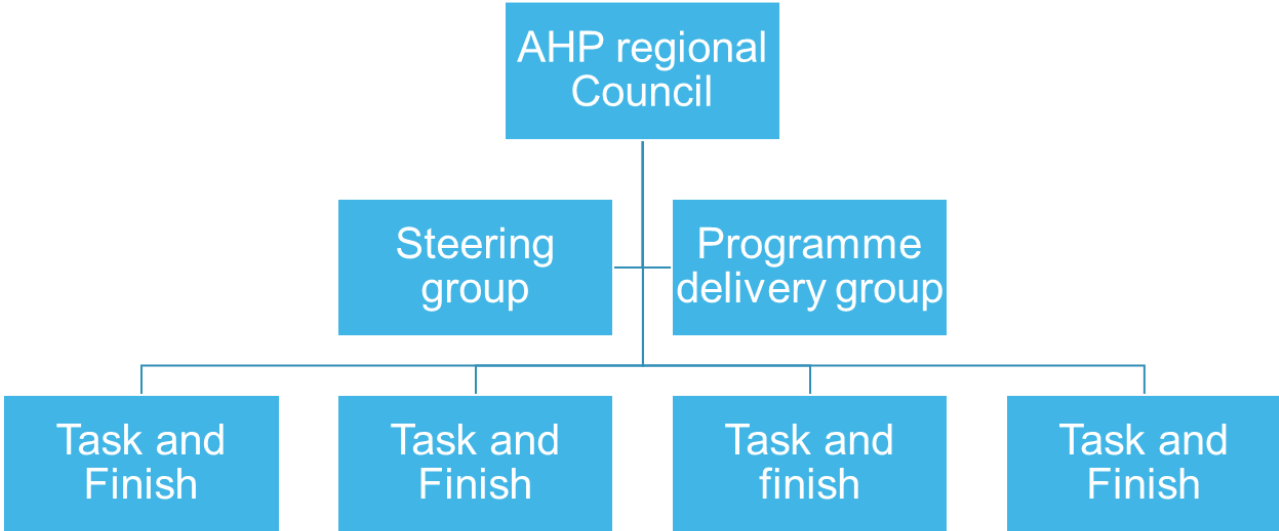 AHP regional
Council
Steering
group
Programme
delivery group
Task and
Finish
Task and
Finish
Task and
finish
Task and
Finish